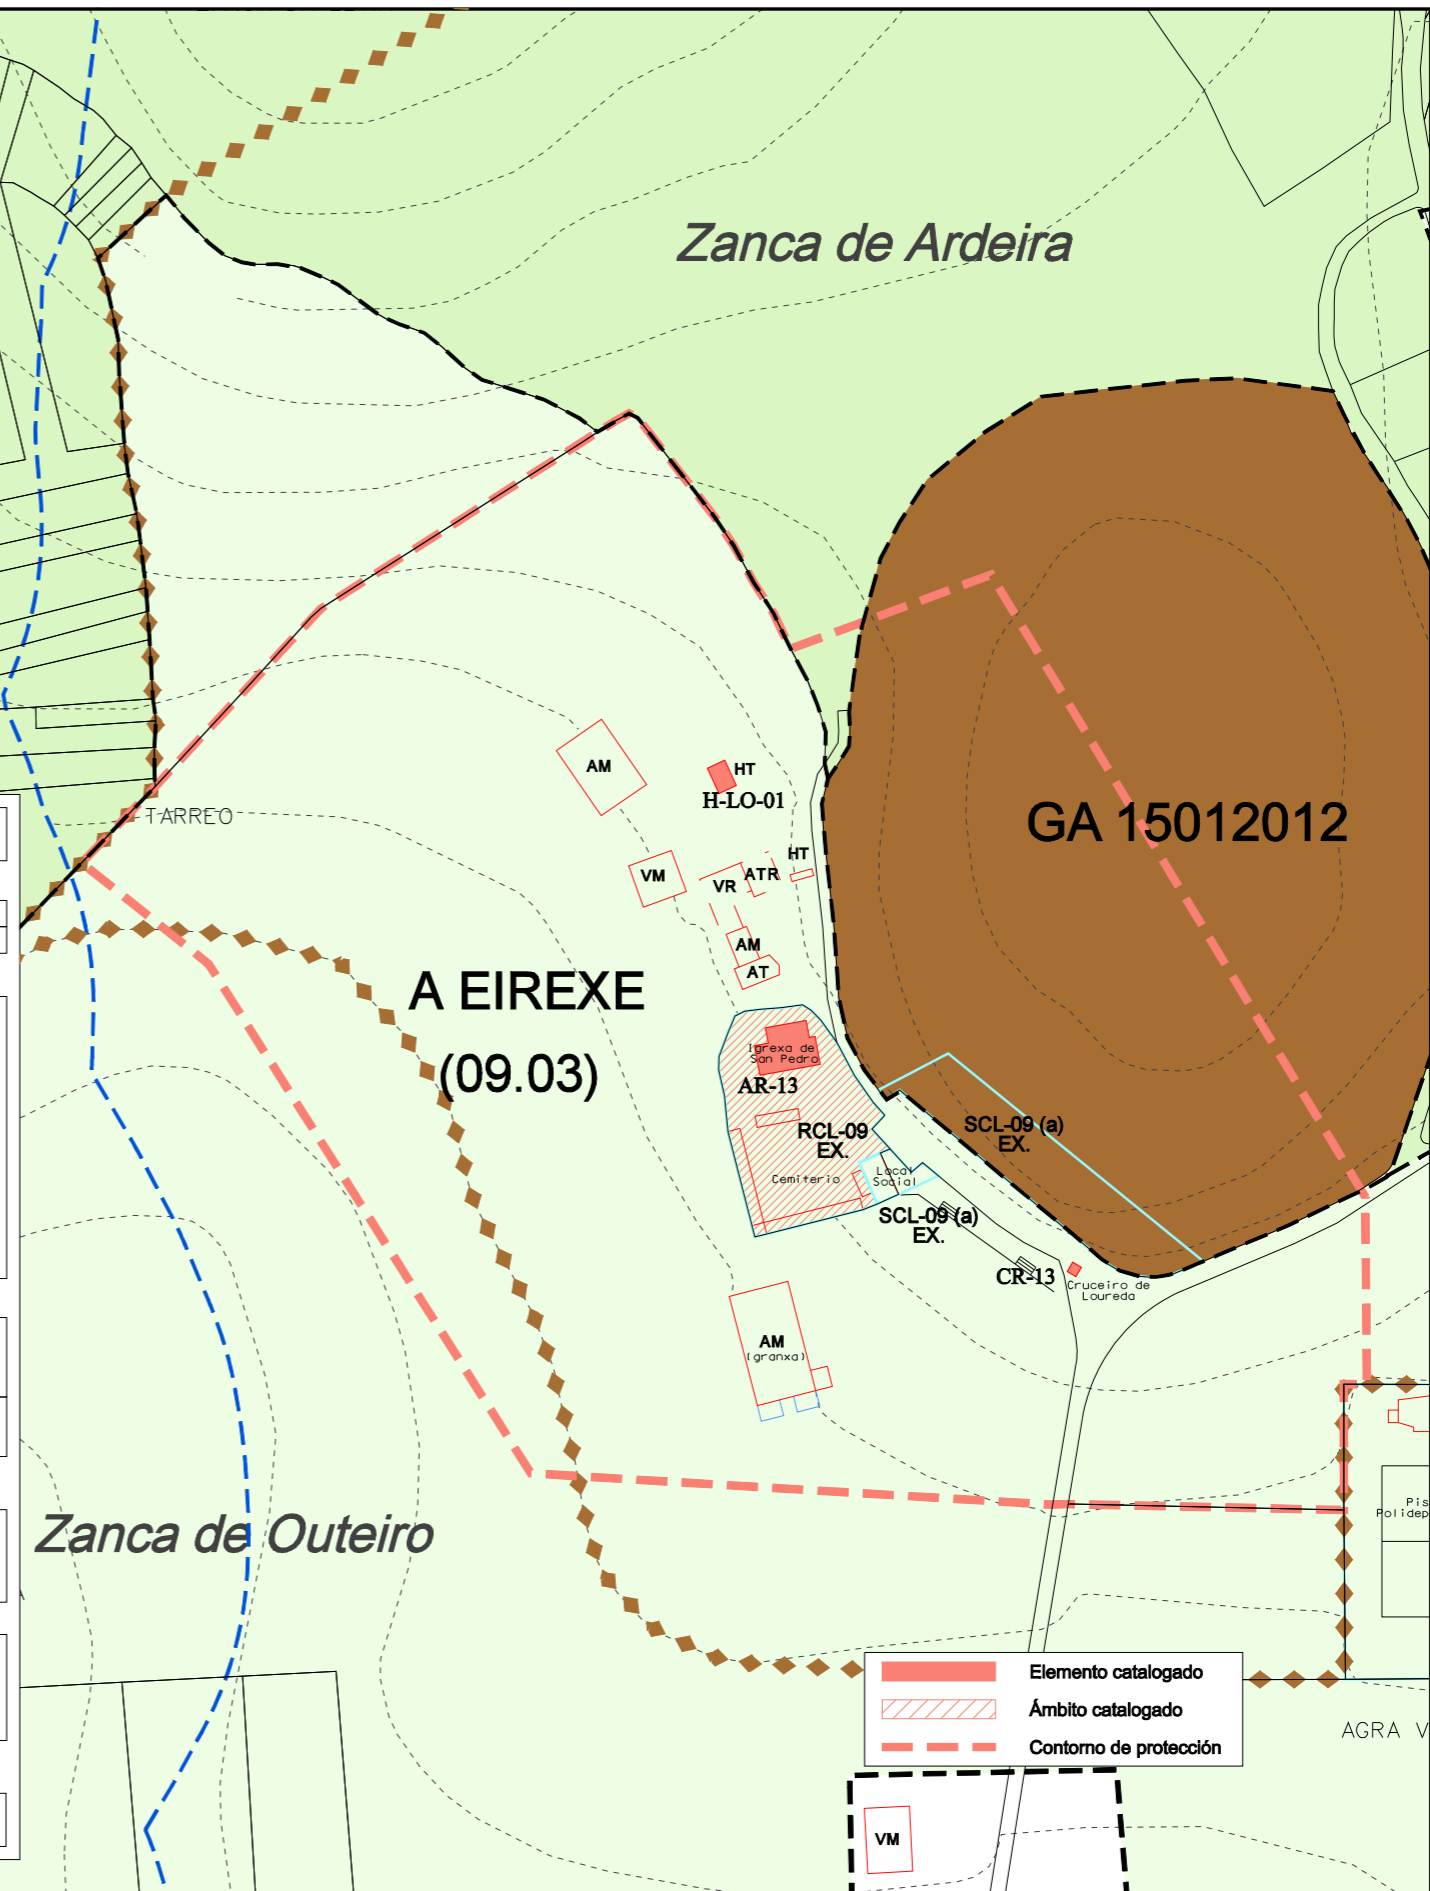 Zanca de Ardeira
AM
HT
H-LO-01
GA 15012012
TARREO
HT
VM
VR
ATR
AM
AT
A EIREXE
(09.03)
Igrexa de
San Pedro
AR-13
RCL-09
EX.
SCL-09 (a)
EX.
Cemiterio
Local
Social
SCL-09 (a)
EX.
CR-13
Cruceiro de
Loureda
AM
(granxa)
Zanca de Outeiro
Pis
Polidep
Elemento catalogado
Ámbito catalogado
Contorno de protección
AGRA V
VM